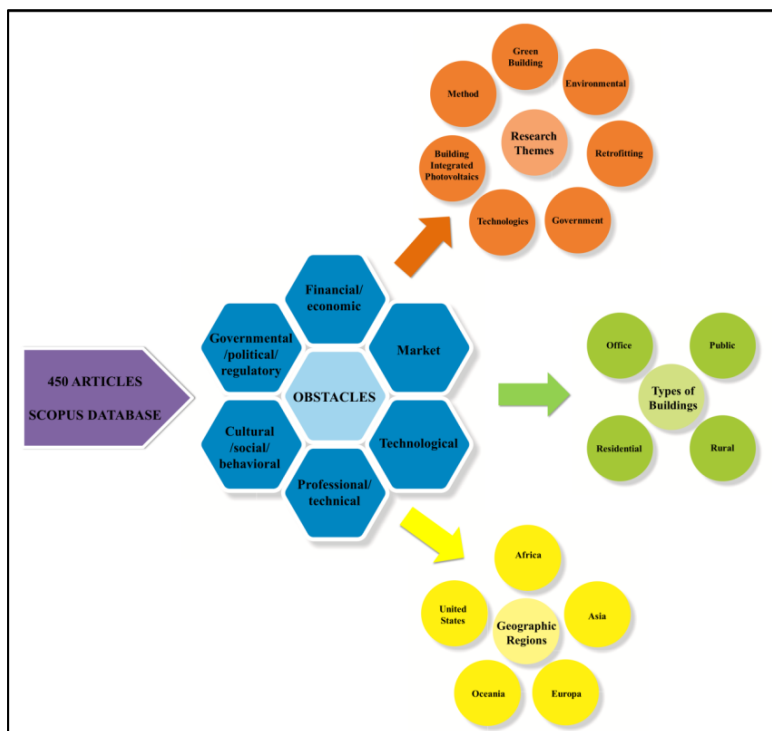 450 ARTICLES
SCOPUS DATABASE
Financial/
economic
Governmental
/political/
regulatory
Market
OBSTACLES
Cultural
/social/
behavioral
Technological
Professional/
technical
Green
Building
Method
Environmental
Research
Themes
Building
Integrated
Photovoltaics
Retrofitting
Technologies
Government
Office
Public
Types of
Buildings
Residential
Rural
Africa
United
States
Geographic
Regions
Asia
Oceania
Europa